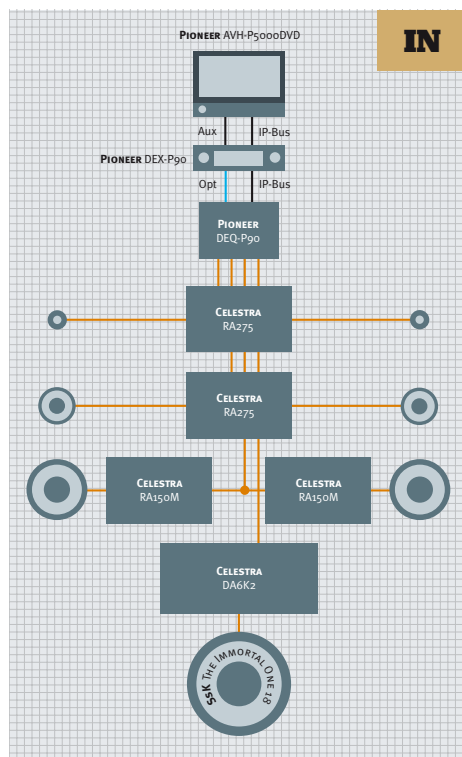 IN
PIONEER AVH-P5000DVD
Aux IP-Bus
PIONEER DEX-P90
Opt IP-Bus
PIONEER
DEQ-P90
CELESTRA
RA275
CELESTRA
RA275
CELESTRA
RA150M
CELESTRA
RA150M
CELESTRA
DA6K2
SSK THE IMMORTAL ONE 18